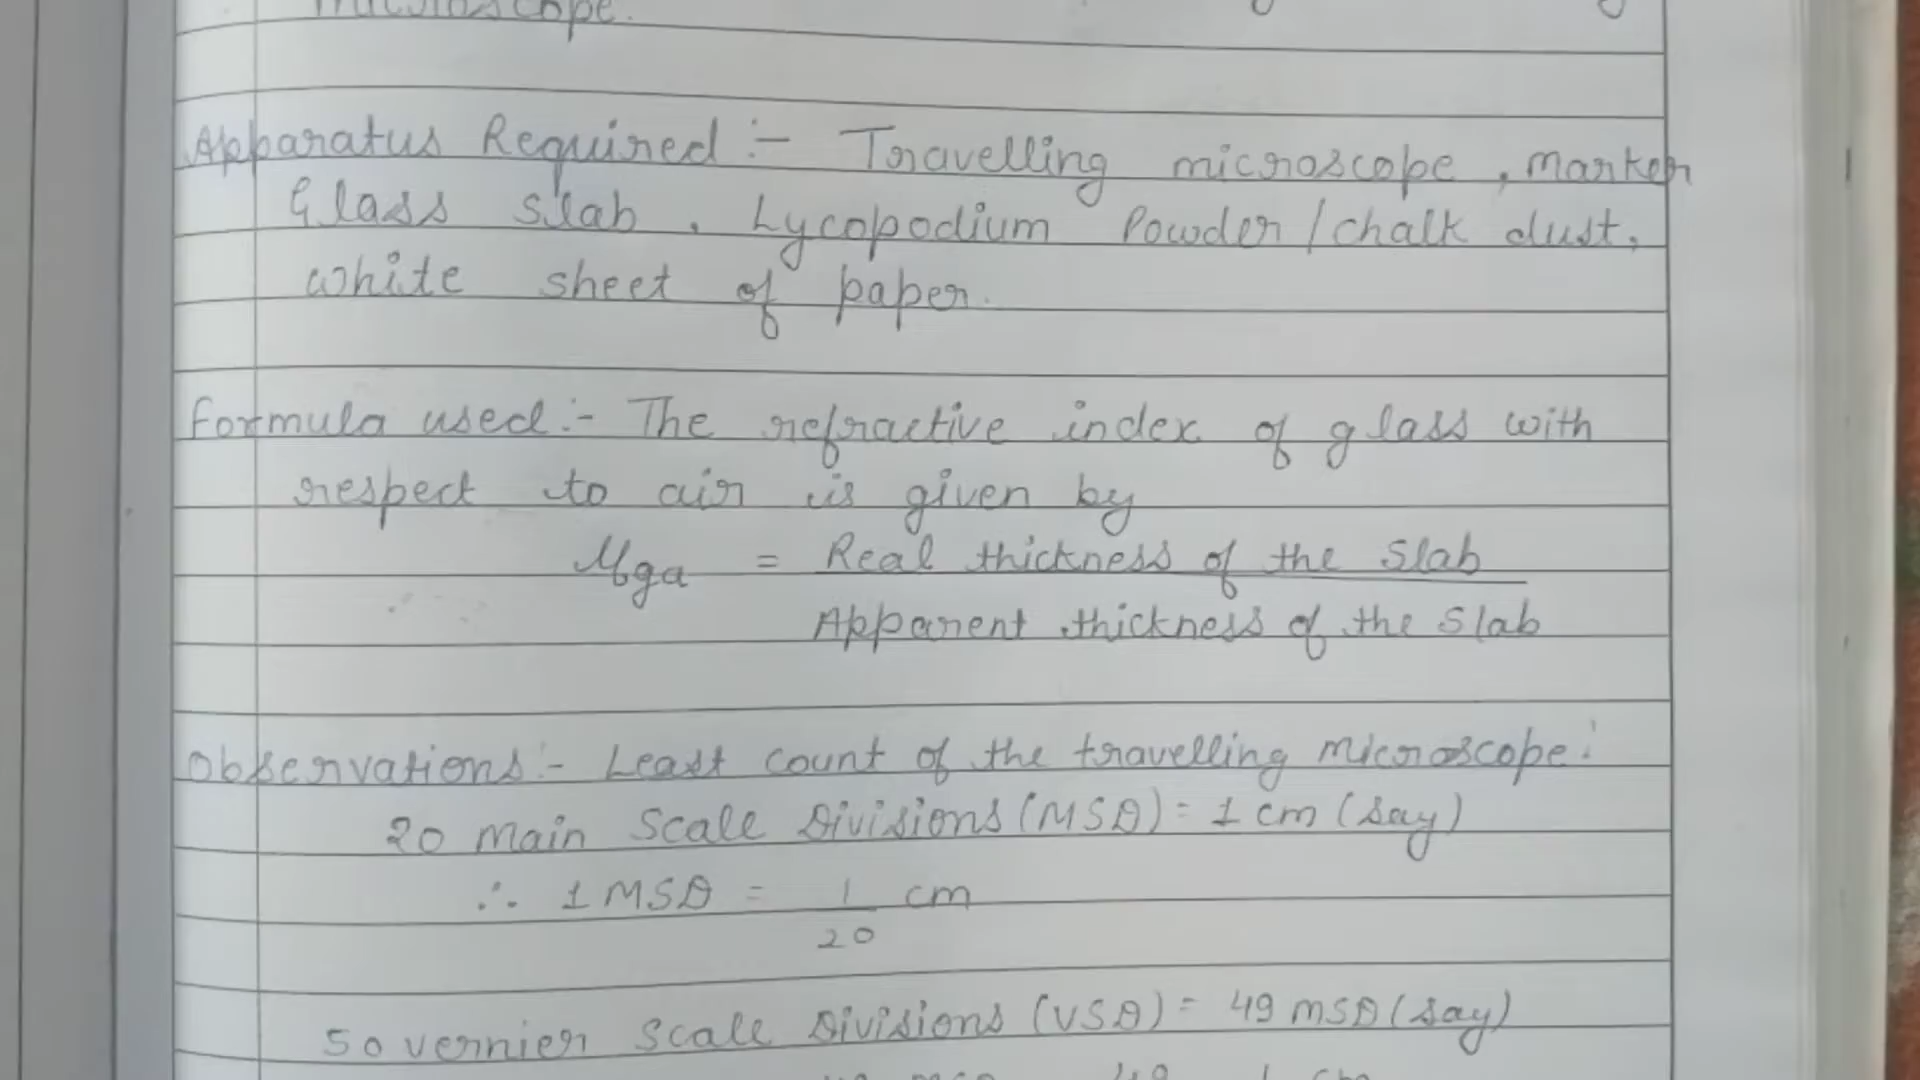 microscope.
Apparatus Required :- Travelling microscope, marker
Glass slab, Lycopodium Powder/chalk dust,
white sheet of paper.
Formula used :- The refractive index of glass with
respect to air is given by
μga = Real thickness of the slab
Apparent thickness of the slab
Observations :- Least count of the travelling microscope:
20 main scale Divisions (MSD) = 1 cm (say)
∴ 1 MSD = 1 cm
20
50 vernier scale Divisions (VSD) = 49 MSD (say)